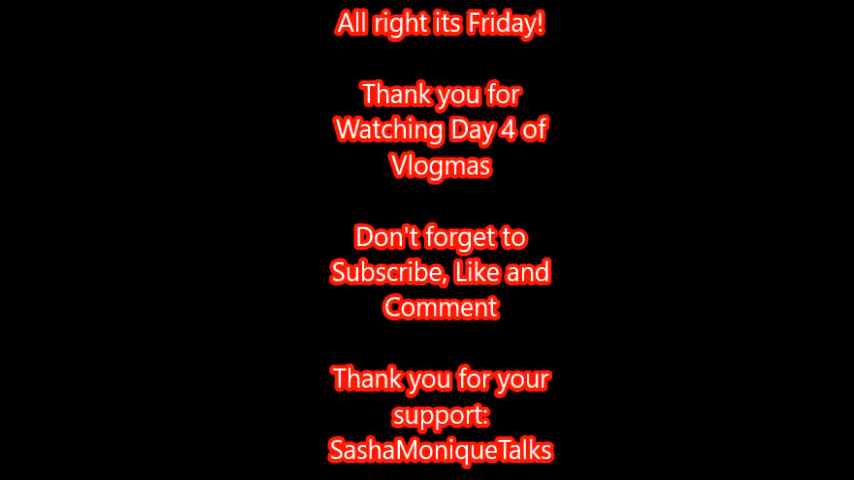 All right its Friday!
Thank you for
Watching Day 4 of
Vlogmas
Don't forget to
Subscribe, Like and
Comment
Thank you for your
support:
SashaMoniqueTalks